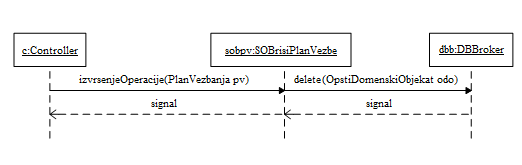 c:Controller
sobpv:SOBrisiPlanVezbe
dbb:DBBroker
izvrsenjeOperacije(PlanVezbanja pv)
delete(OpstiDomenskiObjekat odo)
signal
signal